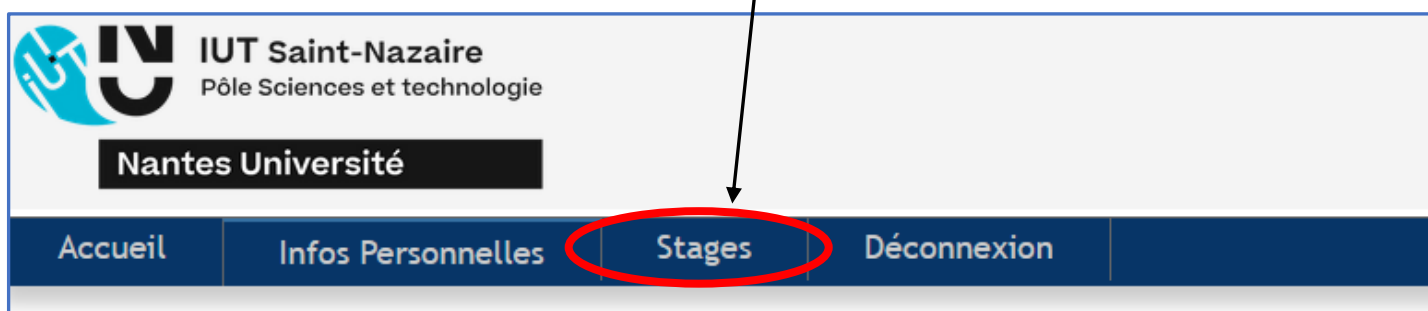 IUT Saint-Nazaire
Pôle Sciences et technologie
Nantes Université
Accueil Infos Personnelles Stages Déconnexion